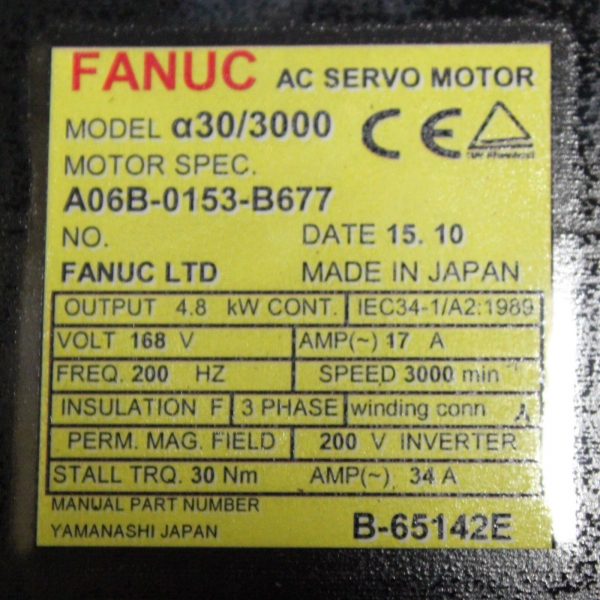 FANUC AC SERVO MOTOR
MODEL α30/3000
CE
MOTOR SPEC.
A06B-0153-B677
NO. DATE 15. 10
FANUC LTD MADE IN JAPAN
OUTPUT 4.8 kW CONT. IEC34-1/A2:1989
VOLT 168 V AMP(~) 17 A
FREQ. 200 HZ SPEED 3000 min
INSULATION F 3 PHASE winding conn
PERM. MAG. FIELD 200 V INVERTER
STALL TRQ. 30 Nm AMP(~) 34 A
MANUAL PART NUMBER
YAMANASHI JAPAN B-65142E